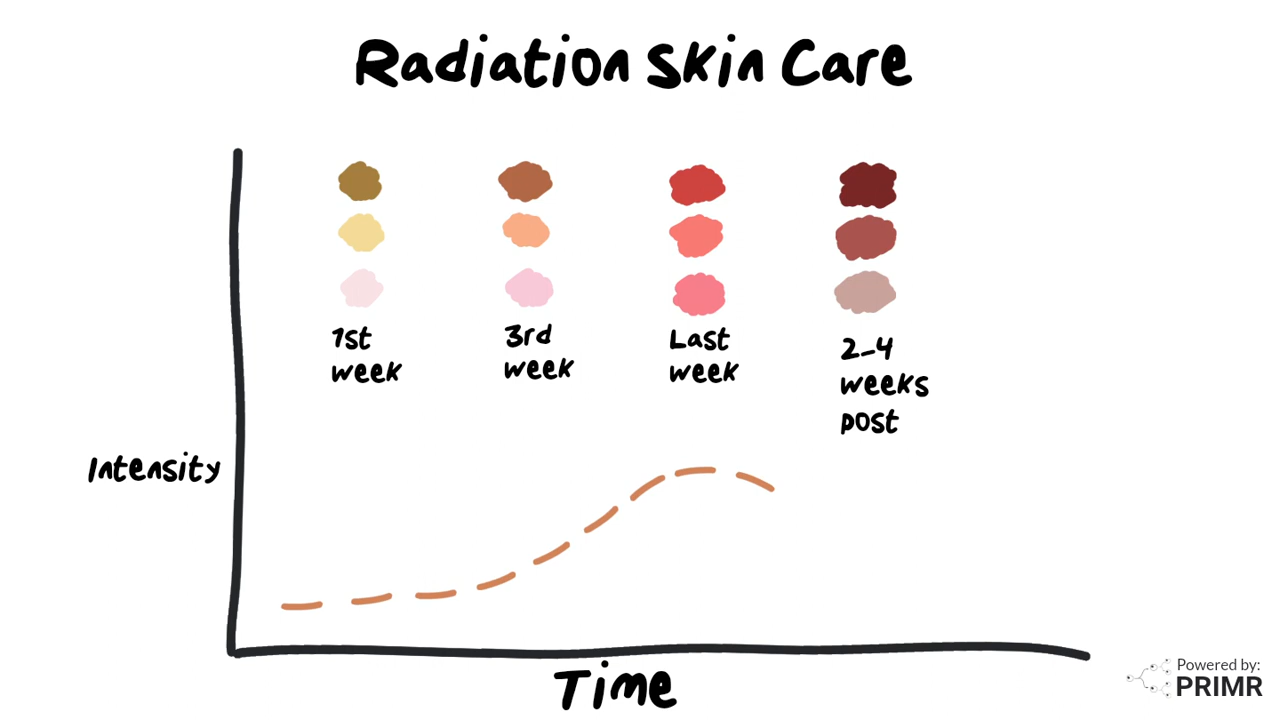 Radiation Skin Care
1st
week
3rd
week
Last
week
2-4
weeks
post
Intensity
Time
Powered by:
PRIMR